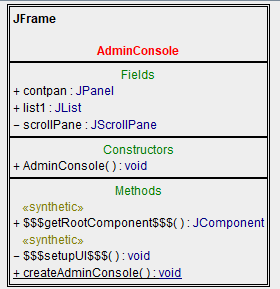 JFrame
AdminConsole
Fields
+ contpan : JPanel
+ list1 : JList
− scrollPane : JScrollPane
Constructors
+ AdminConsole( ) : void
Methods
«synthetic»
+ $$$getRootComponent$$$( ) : JComponent
«synthetic»
− $$$setupUI$$$( ) : void
+ createAdminConsole( ) : void